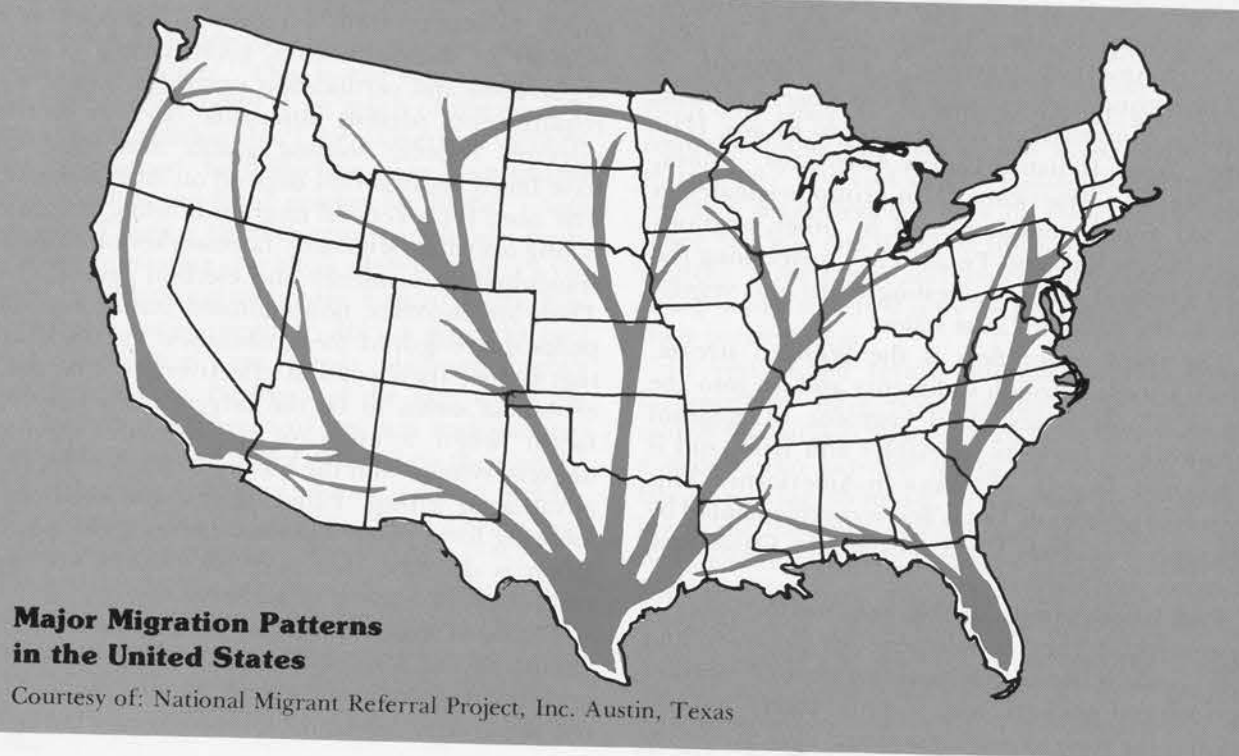 Major Migration Patterns
in the United States
Courtesy of: National Migrant Referral Project, Inc. Austin, Texas